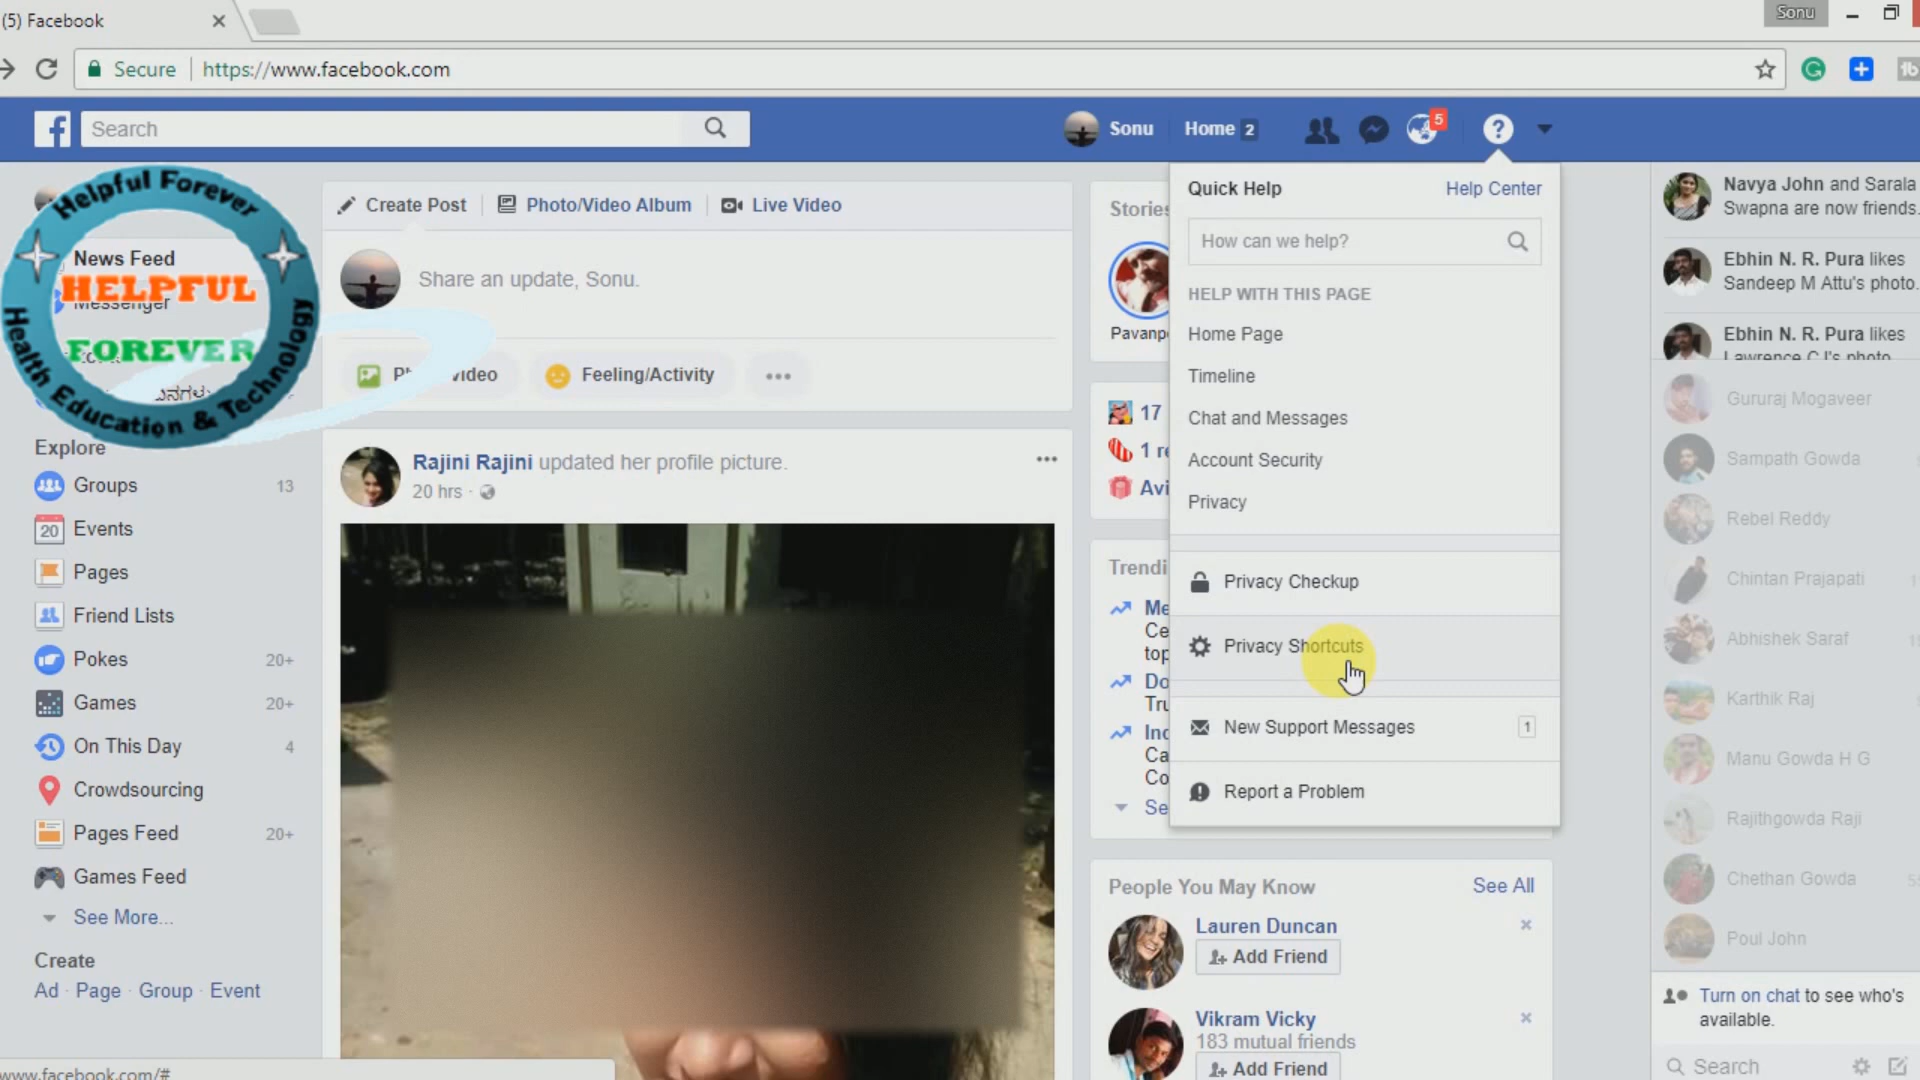 (5) Facebook
Sonu
Secure
https://www.facebook.com
Search
Sonu
Home 2
5
Helpful Forever
HELPFUL
FOREVER
Health Education & Technology
News Feed
Messenger
Explore
Groups 13
20 Events
Pages
Friend Lists
Pokes 20+
Games 20+
On This Day 4
Crowdsourcing
Pages Feed 20+
Games Feed
See More...
Create
Ad · Page · Group · Event
www.facebook.com/#
Create Post
Photo/Video Album
Live Video
Share an update, Sonu.
Feeling/Activity
Rajini Rajini updated her profile picture.
20 hrs ·
Stories
17
1
Quick Help
Help Center
How can we help?
HELP WITH THIS PAGE
Home Page
Timeline
Chat and Messages
Account Security
Privacy
Privacy Checkup
Privacy Shortcuts
New Support Messages 1
Report a Problem
People You May Know
See All
Lauren Duncan
Add Friend
Vikram Vicky
183 mutual friends
Add Friend
Navya John and Sarala
Swapna are now friends.
Ebhin N. R. Pura likes
Sandeep M Attu's photo.
Ebhin N. R. Pura likes
Lawrence C J's photo
Gururaj Mogaveer
Sampath Gowda
Rebel Reddy
Chintan Prajapati
Abhishek Saraf
Karthik Raj
Manu Gowda H G
Rajithgowda Raji
Chethan Gowda
Poul John
Turn on chat to see who's
available.
Search